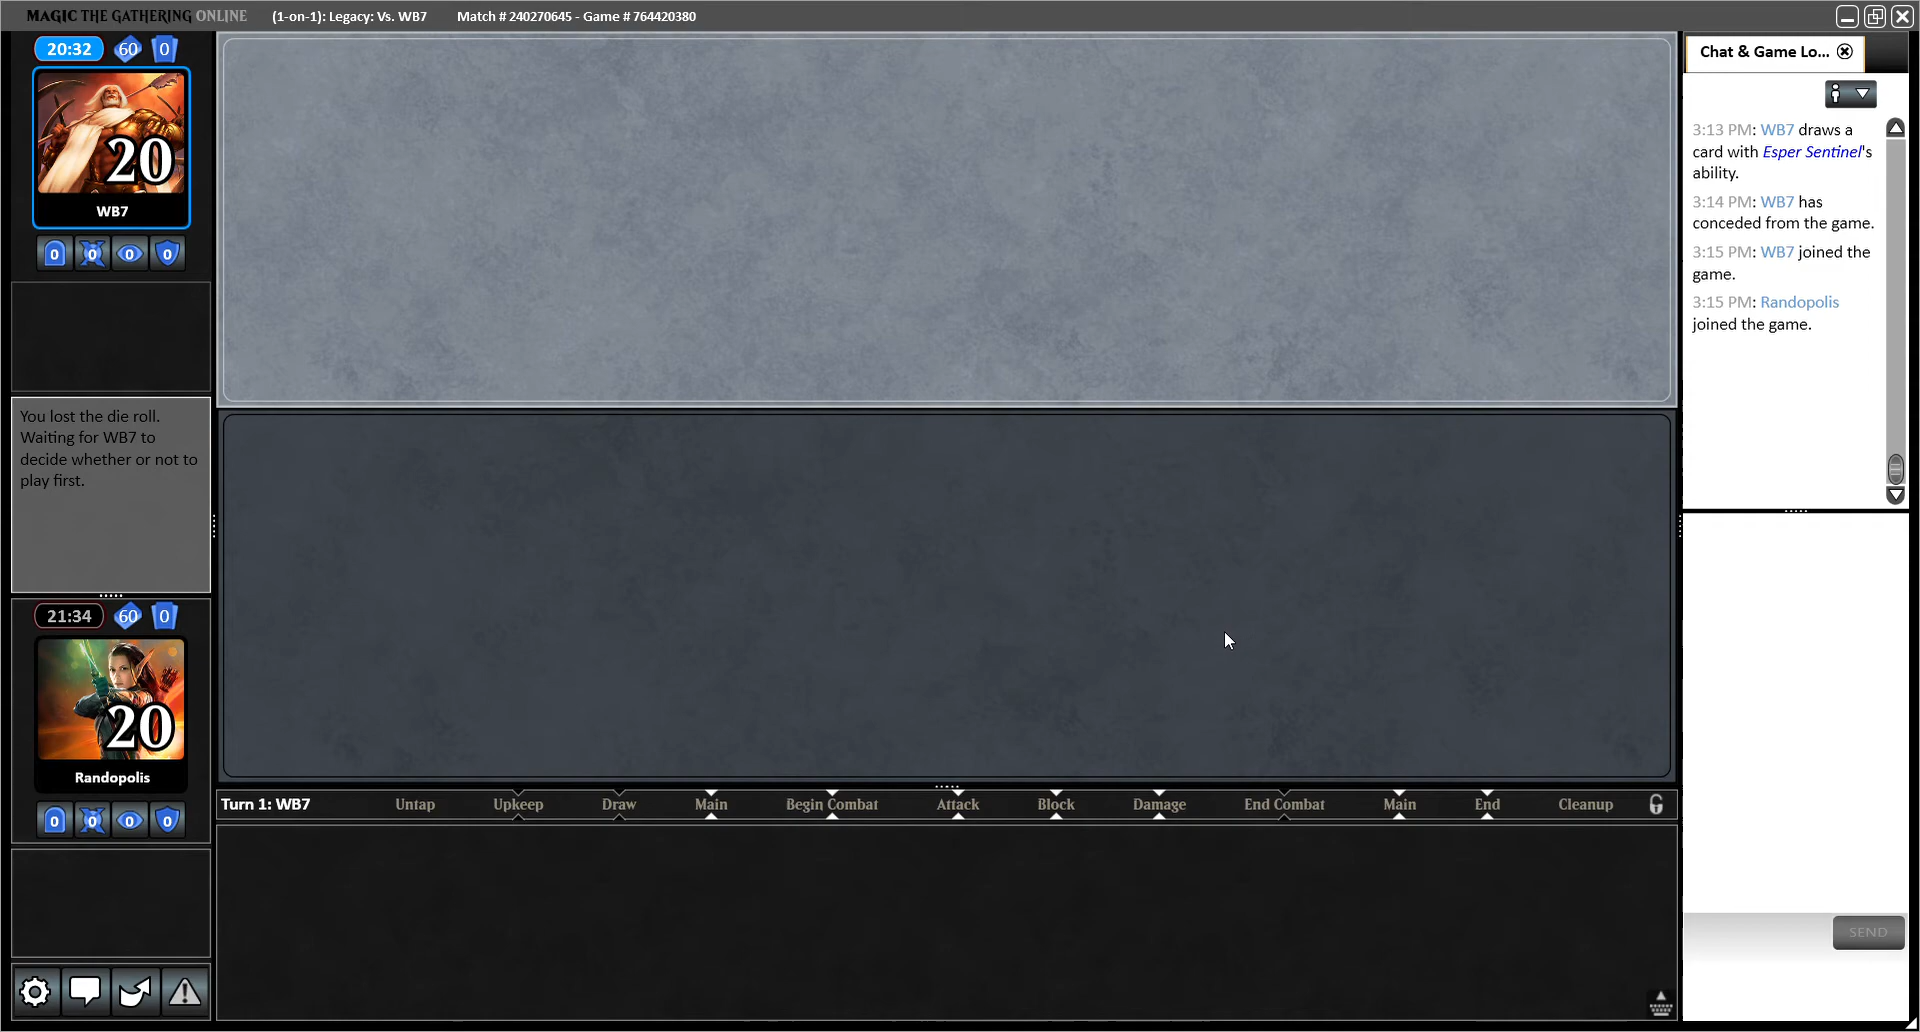 MAGIC THE GATHERING ONLINE
(1-on-1): Legacy: Vs. WB7
Match # 240270645 - Game # 764420380
20:32
60
0
20
WB7
0
0
0
0
You lost the die roll.
Waiting for WB7 to
decide whether or not to
play first.
21:34
60
0
20
Randopolis
0
0
0
0
Turn 1: WB7
Untap
Upkeep
Draw
Main
Begin Combat
Attack
Block
Damage
End Combat
Main
End
Cleanup
Chat & Game Lo...
3:13 PM: WB7 draws a
card with Esper Sentinel's
ability.
3:14 PM: WB7 has
conceded from the game.
3:15 PM: WB7 joined the
game.
3:15 PM: Randopolis
joined the game.
SEND